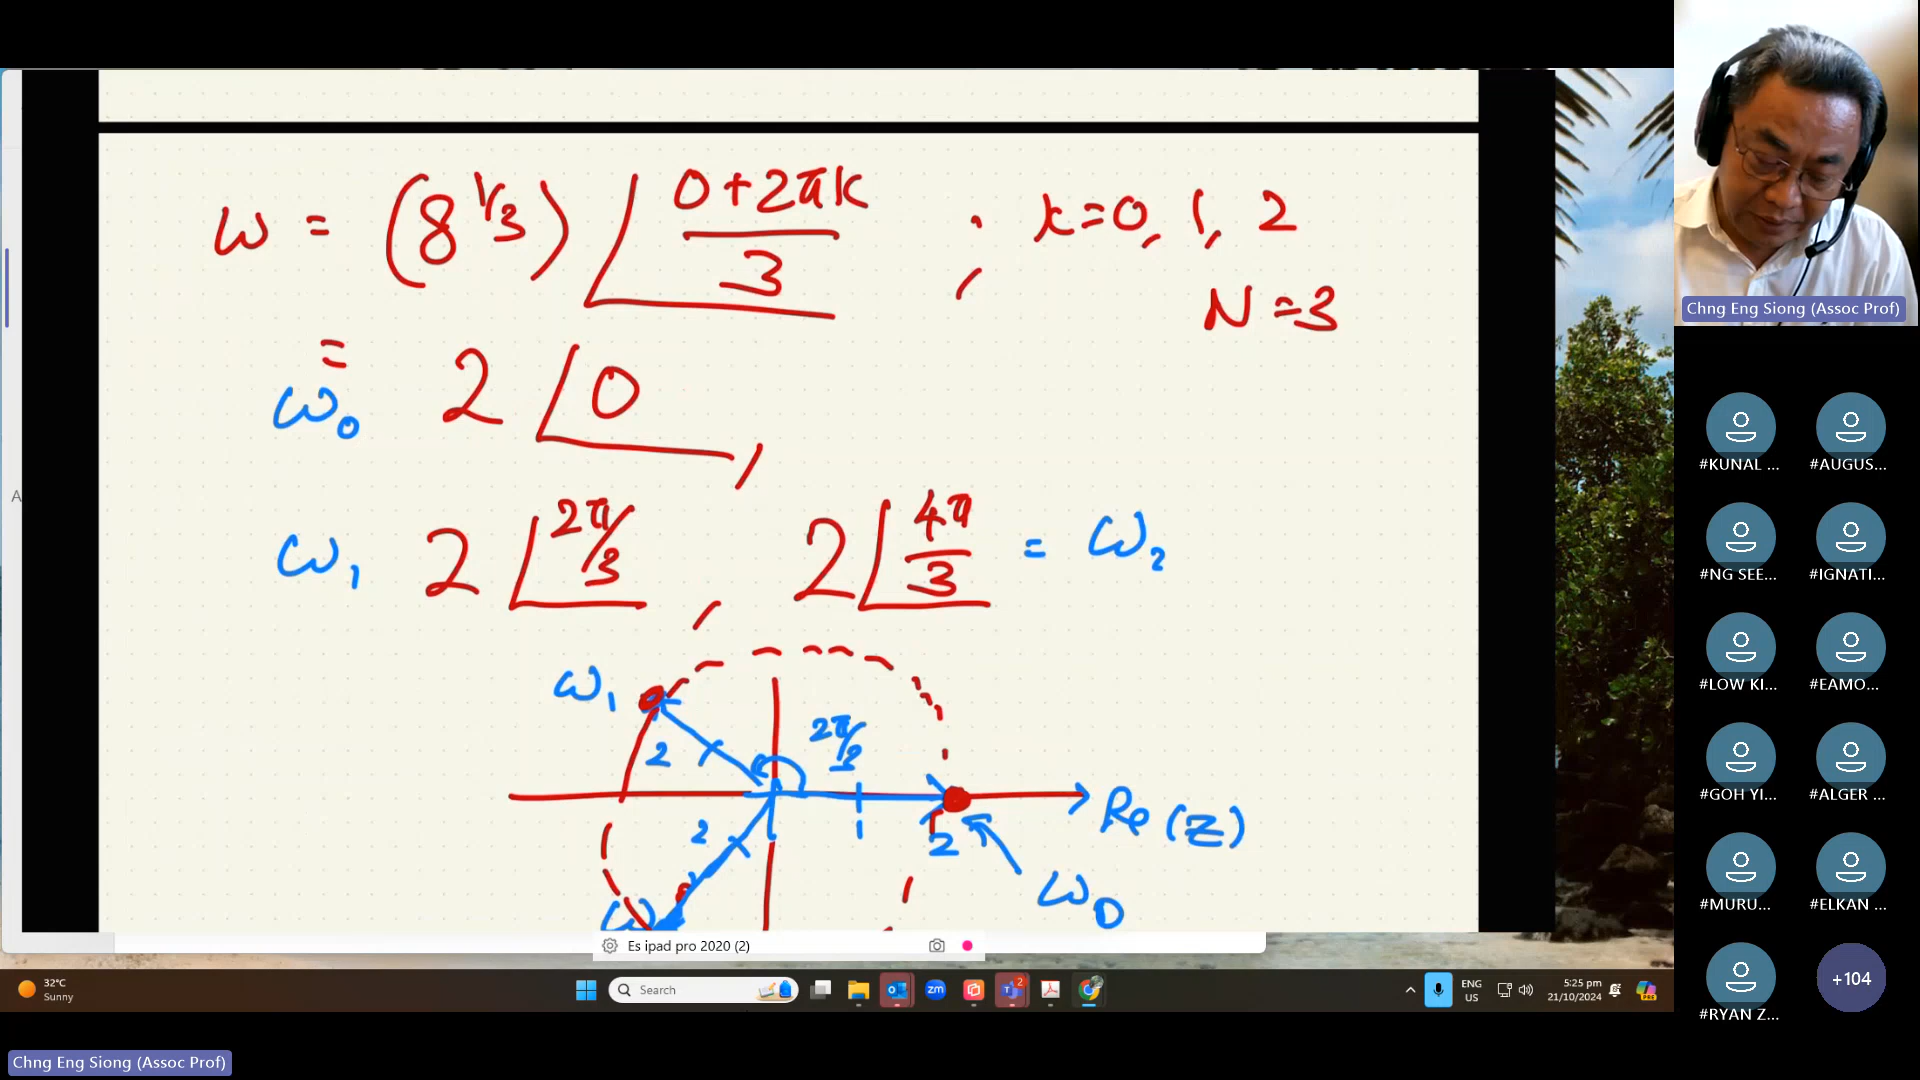 ω = (8^1/3) ∠ 0+2πk / 3 ; k=0, 1, 2
N=3
= 2 ∠0 ,
ω₀
ω₁ 2 ∠2π/3 , 2 ∠4π/3 = ω₂
ω₁
2π/3
2
Re(z)
2
1
2
ω₀
ω
A
Es ipad pro 2020 (2)
32°C
Sunny
Search
zm
2
ENG
US
5:25 pm
21/10/2024
PRE
Chng Eng Siong (Assoc Prof)
#KUNAL ...
#AUGUS...
#NG SEE...
#IGNATI...
#LOW KI...
#EAMO...
#GOH YI...
#ALGER ...
#MURU...
#ELKAN ...
#RYAN Z...
+104
Chng Eng Siong (Assoc Prof)